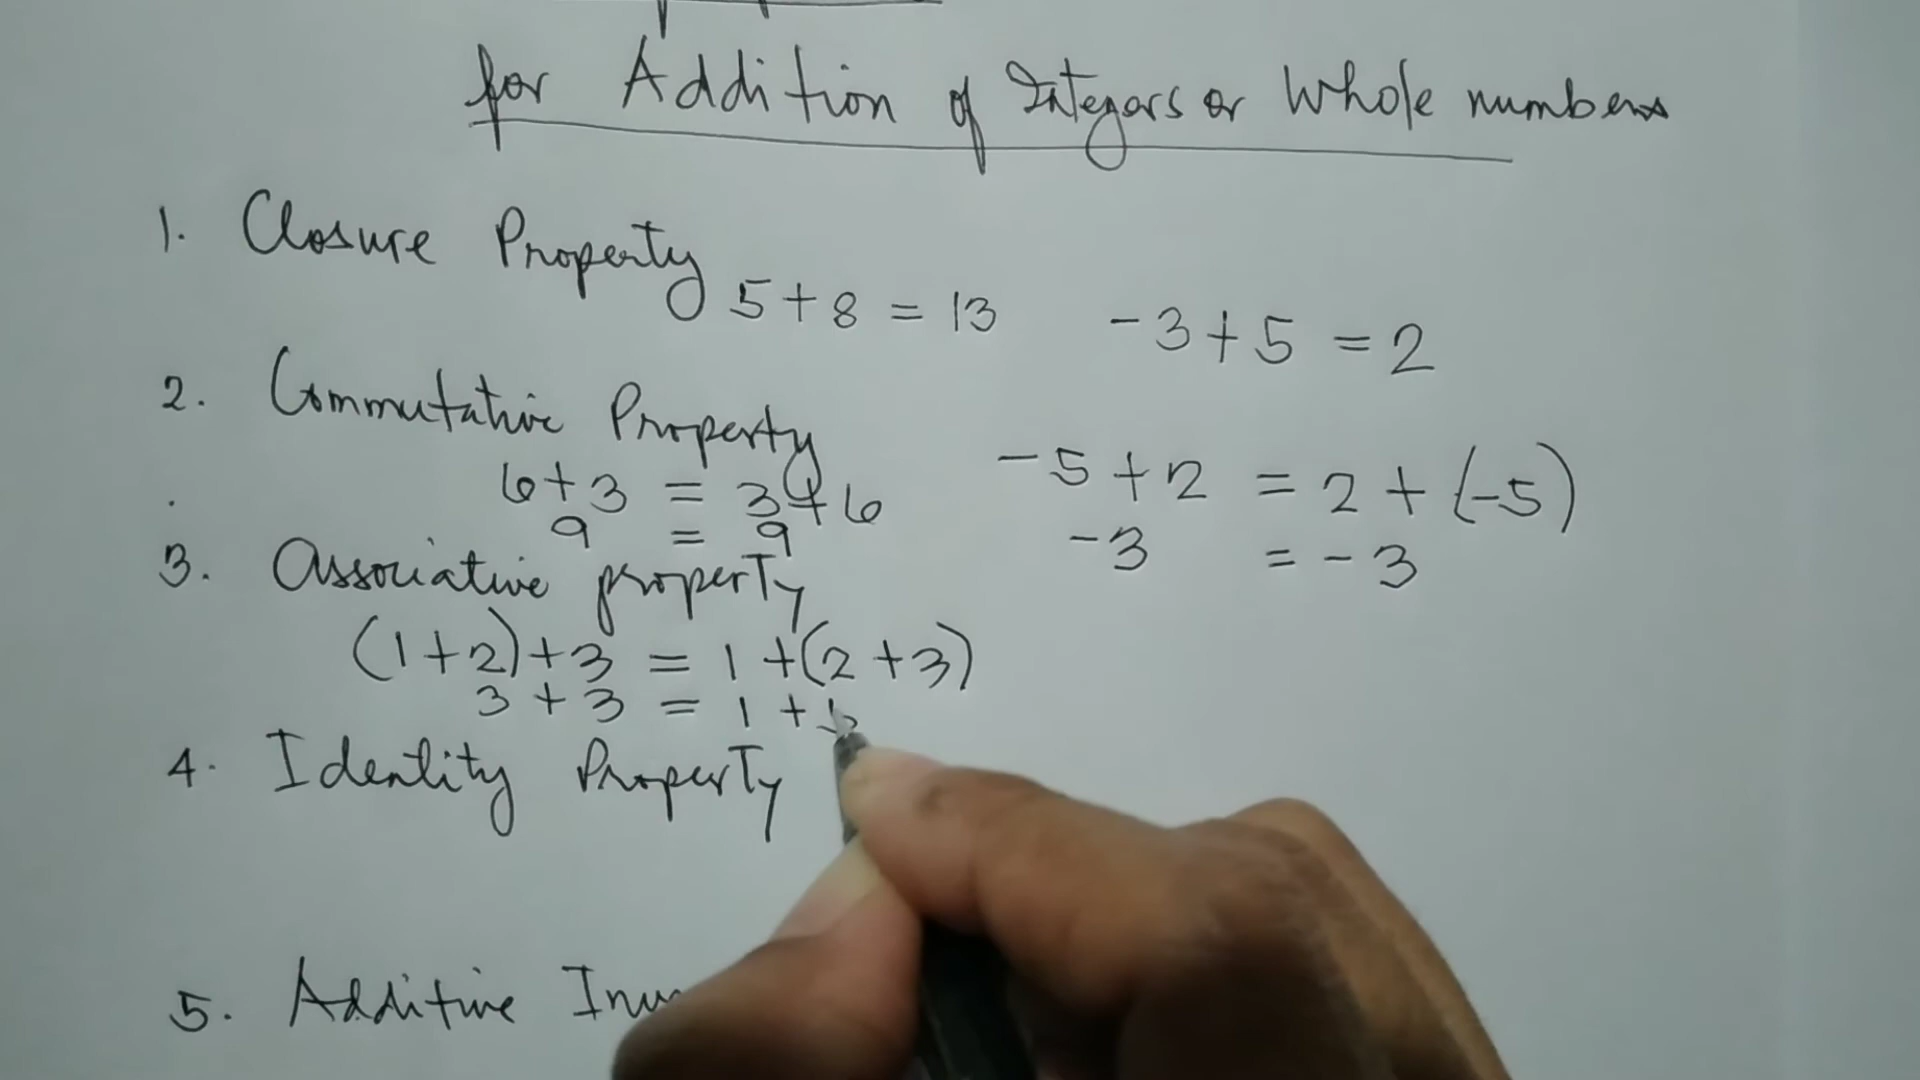 for Addition of Integers or Whole numbers
1. Closure Property
5+8 = 13 -3+5 = 2
2. Commutative Property
6+3 = 3+6 -5+2 = 2+(-5)
9 = 9 -3 = -3
3. Associative property
(1+2)+3 = 1+(2+3)
3+3 = 1+5
4. Identity Property
5. Additive